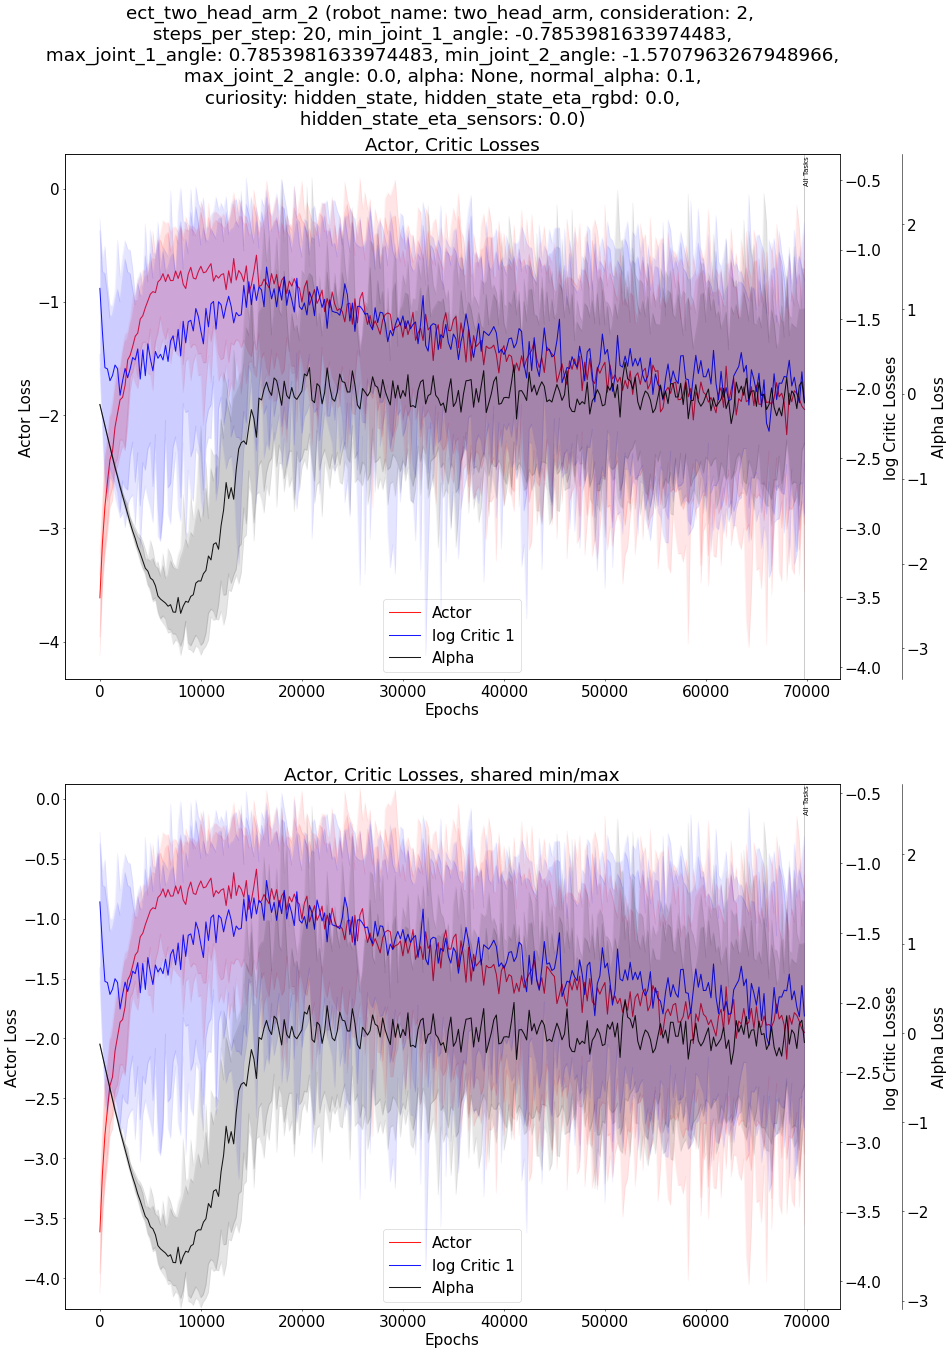 ect_two_head_arm_2 (robot_name: two_head_arm, consideration: 2,
steps_per_step: 20, min_joint_1_angle: -0.7853981633974483,
max_joint_1_angle: 0.7853981633974483, min_joint_2_angle: -1.5707963267948966,
max_joint_2_angle: 0.0, alpha: None, normal_alpha: 0.1,
curiosity: hidden_state, hidden_state_eta_rgbd: 0.0,
hidden_state_eta_sensors: 0.0)
Actor, Critic Losses
All Tasks
0
−1
−2
−3
−4
Actor Loss
−0.5
−1.0
−1.5
−2.0
−2.5
−3.0
−3.5
−4.0
log Critic Losses
2
1
0
−1
−2
−3
Alpha Loss
Actor
log Critic 1
Alpha
0 10000 20000 30000 40000 50000 60000 70000
Epochs
Actor, Critic Losses, shared min/max
All Tasks
0.0
−0.5
−1.0
−1.5
−2.0
−2.5
−3.0
−3.5
−4.0
Actor Loss
−0.5
−1.0
−1.5
−2.0
−2.5
−3.0
−3.5
−4.0
log Critic Losses
2
1
0
−1
−2
−3
Alpha Loss
Actor
log Critic 1
Alpha
0 10000 20000 30000 40000 50000 60000 70000
Epochs